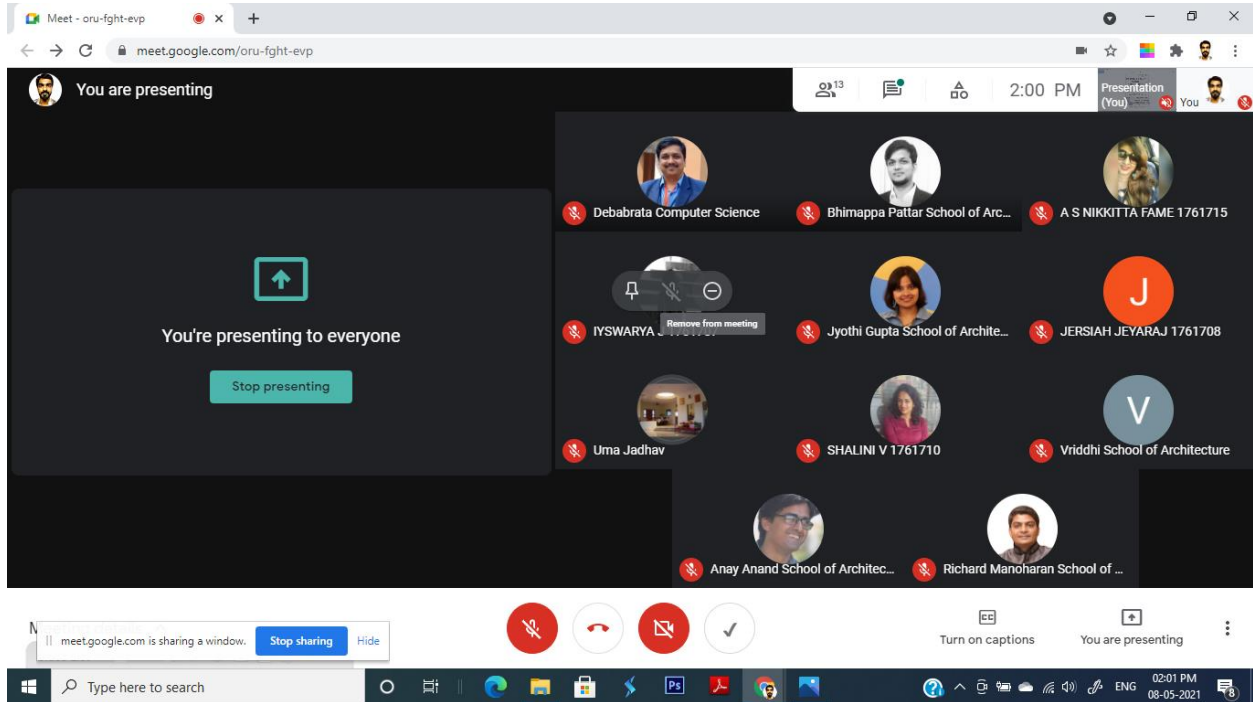 Meet - oru-fght-evp
meet.google.com/oru-fght-evp
You are presenting
13
2:00 PM
Presentation
(You)
You
Debabrata Computer Science
Bhimappa Pattar School of Arc...
A S NIKKITTA FAME 1761715
Remove from meeting
IYSWARYA
Jyothi Gupta School of Archite...
JERSIAH JEYARAJ 1761708
J
You're presenting to everyone
Stop presenting
Uma Jadhav
SHALINI V 1761710
V
Vriddhi School of Architecture
Anay Anand School of Architec...
Richard Manoharan School of ...
meet.google.com is sharing a window.
Stop sharing
Hide
CC
Turn on captions
You are presenting
Type here to search
Ps
ENG
02:01 PM
08-05-2021
8